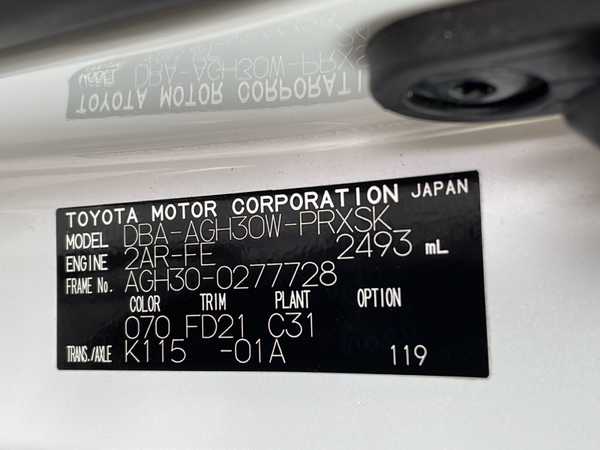 TOYOTA MOTOR CORPORATION JAPAN
MODEL DBA-AGH30W-PRXSK
ENGINE 2AR-FE 2493 mL
FRAME No. AGH30-0277728
COLOR TRIM PLANT OPTION
070 FD21 C31
TRANS./AXLE K115 -01A 119